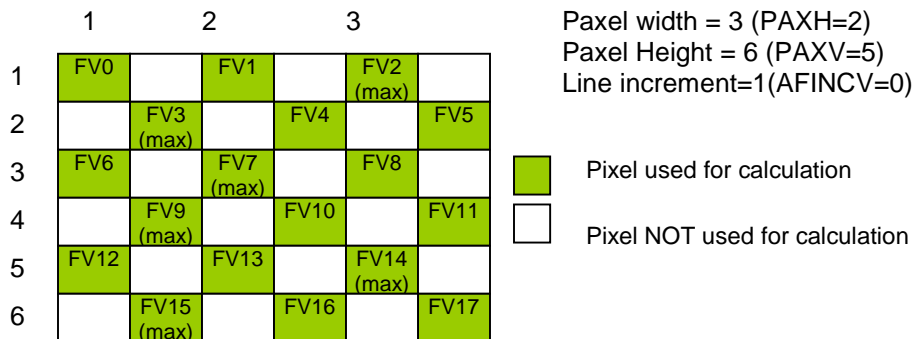 1 2 3
Paxel width = 3 (PAXH=2)
Paxel Height = 6 (PAXV=5)
Line increment=1(AFINCV=0)
1 FV0 FV1 FV2
(max)
2 FV3 FV4 FV5
(max)
3 FV6 FV7 FV8
(max)
Pixel used for calculation
4 FV9 FV10 FV11
(max)
Pixel NOT used for calculation
5 FV12 FV13 FV14
(max)
6 FV15 FV16 FV17
(max)